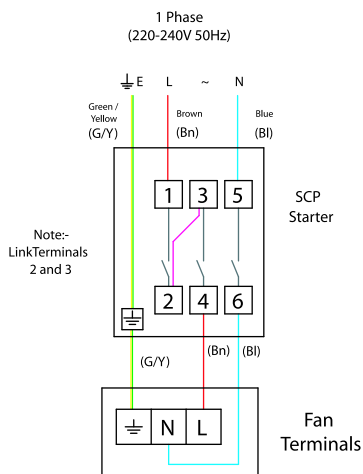 1 Phase
(220-240V 50Hz)
E L ~ N
Green /
Yellow
(G/Y)
Brown
(Bn)
Blue
(Bl)
1 3 5
SCP
Starter
Note:-
LinkTerminals
2 and 3
2 4 6
(G/Y)
(Bn) (Bl)
N L
Fan
Terminals